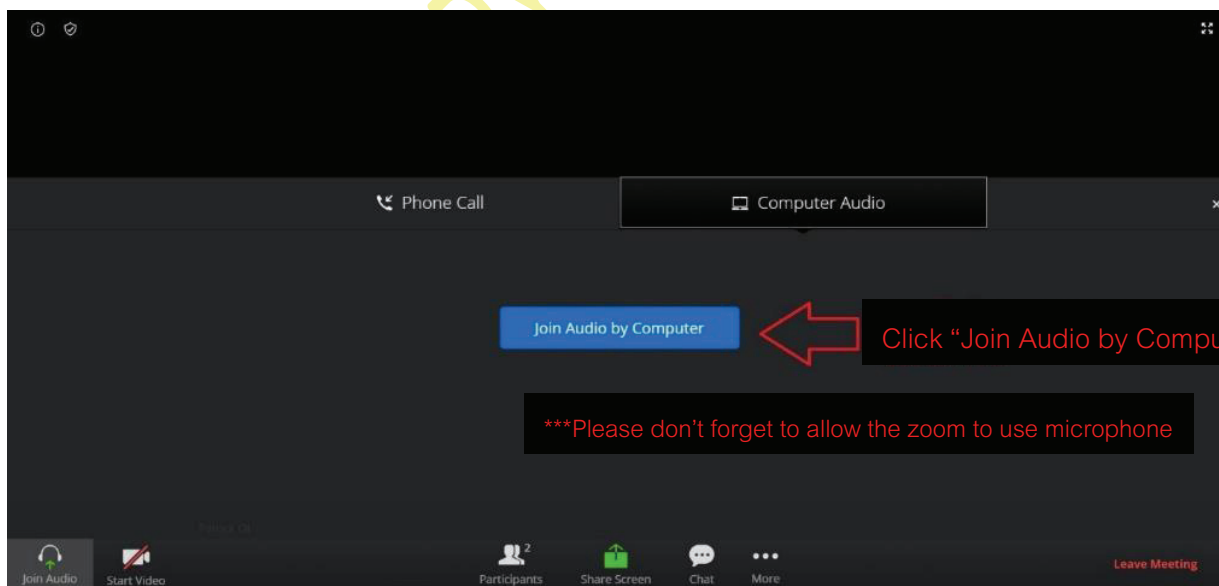 Phone Call
Computer Audio
Join Audio by Computer
Click “Join Audio by Compu
***Please don’t forget to allow the zoom to use microphone
2
Join Audio
Start Video
Participants
Share Screen
Chat
More
Leave Meeting